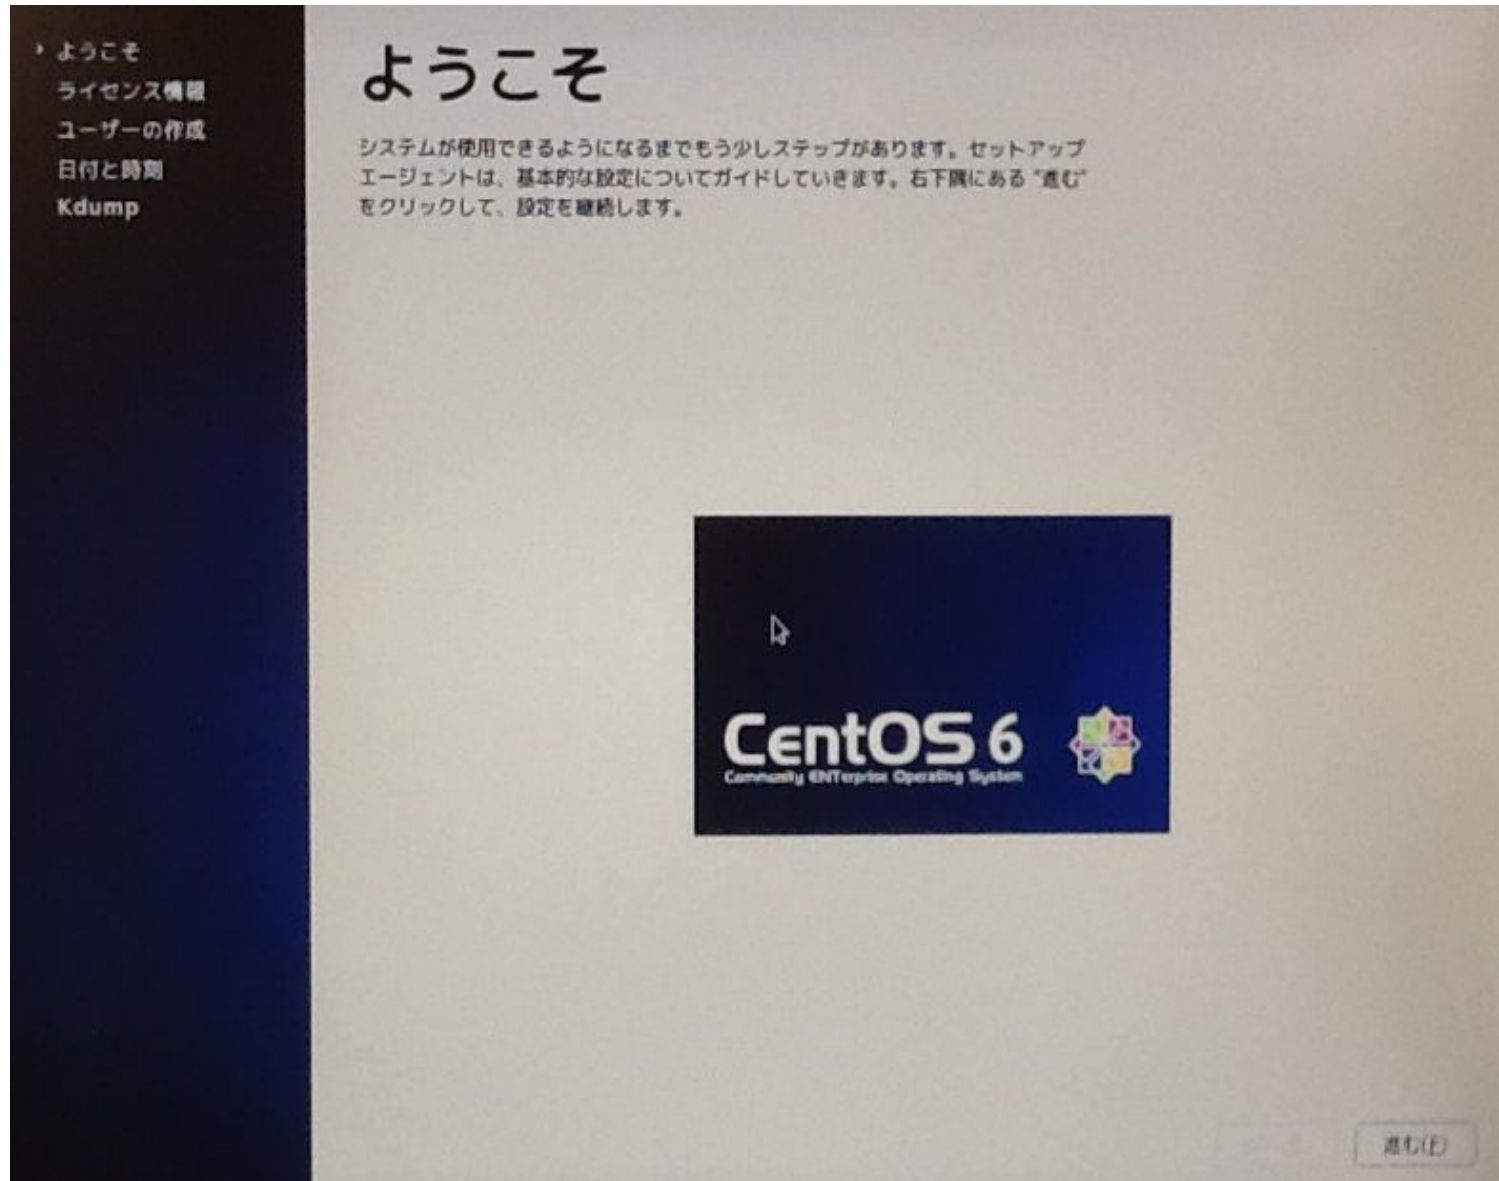 ようこそ
ライセンス情報
ユーザーの作成
日付と時刻
Kdump
ようこそ
システムが使用できるようになるまでもう少しステップがあります。セットアップ
エージェントは、基本的な設定についてガイドしていきます。右下隅にある "進む"
をクリックして、設定を継続します。
CentOS 6
Community ENTerprise Operating System
進む(F)